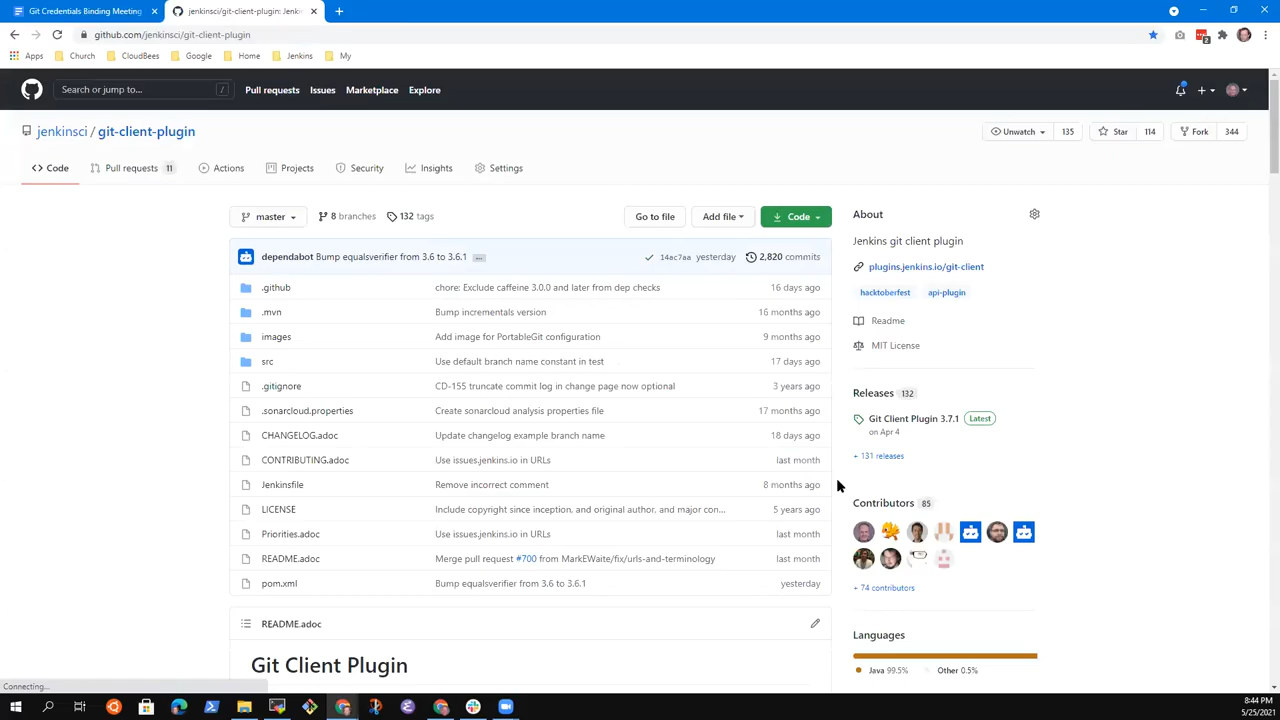 Git Credentials Binding Meeting
jenkinsci/git-client-plugin: Jenki
github.com/jenkinsci/git-client-plugin
Apps
Church
CloudBees
Google
Home
Jenkins
My
Search or jump to...
/
Pull requests
Issues
Marketplace
Explore
jenkinsci / git-client-plugin
Unwatch 135
Star 114
Fork 344
Code
Pull requests 11
Actions
Projects
Security
Insights
Settings
master
8 branches
132 tags
Go to file
Add file
Code
dependabot Bump equalsverifier from 3.6 to 3.6.1 ... 14ac7aa yesterday 2,820 commits
.github chore: Exclude caffeine 3.0.0 and later from dep checks 16 days ago
.mvn Bump incrementals version 16 months ago
images Add image for PortableGit configuration 9 months ago
src Use default branch name constant in test 17 days ago
.gitignore CD-155 truncate commit log in change page now optional 3 years ago
.sonarcloud.properties Create sonarcloud analysis properties file 17 months ago
CHANGELOG.adoc Update changelog example branch name 18 days ago
CONTRIBUTING.adoc Use issues.jenkins.io in URLs last month
Jenkinsfile Remove incorrect comment 8 months ago
LICENSE Include copyright since inception, and original author, and major con... 5 years ago
Priorities.adoc Use issues.jenkins.io in URLs last month
README.adoc Merge pull request #700 from MarkEWaite/fix/urls-and-terminology last month
pom.xml Bump equalsverifier from 3.6 to 3.6.1 yesterday
README.adoc
Git Client Plugin
About
Jenkins git client plugin
plugins.jenkins.io/git-client
hacktoberfest
api-plugin
Readme
MIT License
Releases 132
Git Client Plugin 3.7.1 Latest
on Apr 4
+ 131 releases
Contributors 85
+ 74 contributors
Languages
Java 99.5%
Other 0.5%
Connecting...
8:44 PM
5/25/2021